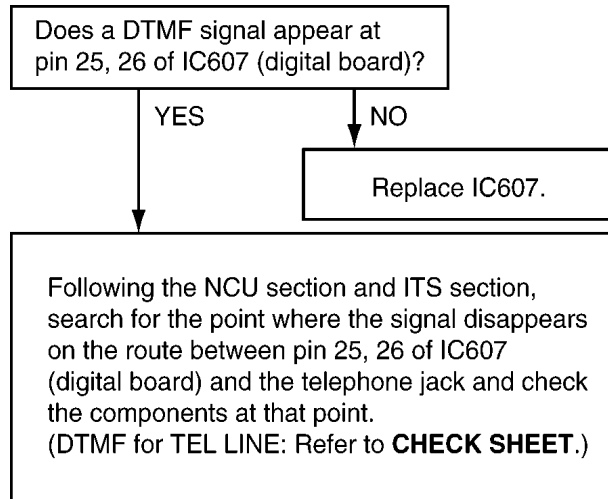 Does a DTMF signal appear at
pin 25, 26 of IC607 (digital board)?
YES
NO
Replace IC607.
Following the NCU section and ITS section,
search for the point where the signal disappears
on the route between pin 25, 26 of IC607
(digital board) and the telephone jack and check
the components at that point.
(DTMF for TEL LINE: Refer to CHECK SHEET.)